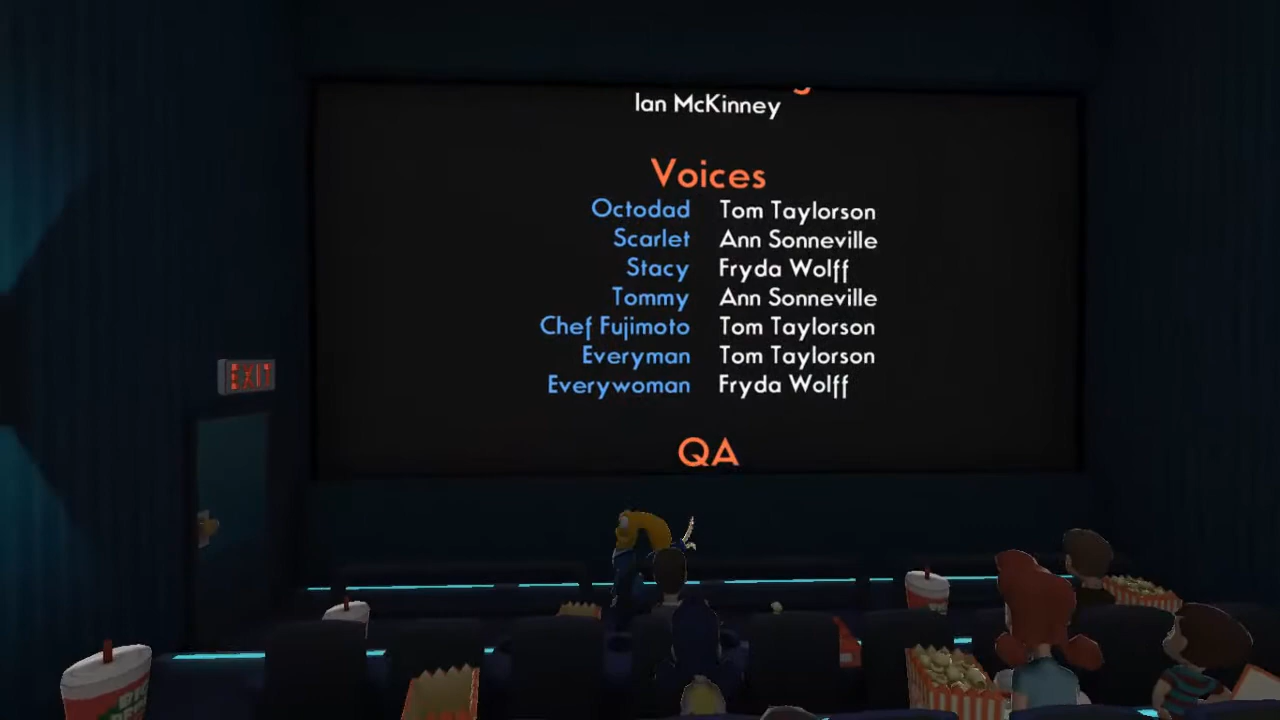 Ian McKinney
Voices
Octodad Tom Taylorson
Scarlet Ann Sonneville
Stacy Fryda Wolff
Tommy Ann Sonneville
Chef Fujimoto Tom Taylorson
Everyman Tom Taylorson
Everywoman Fryda Wolff
EXIT
QA